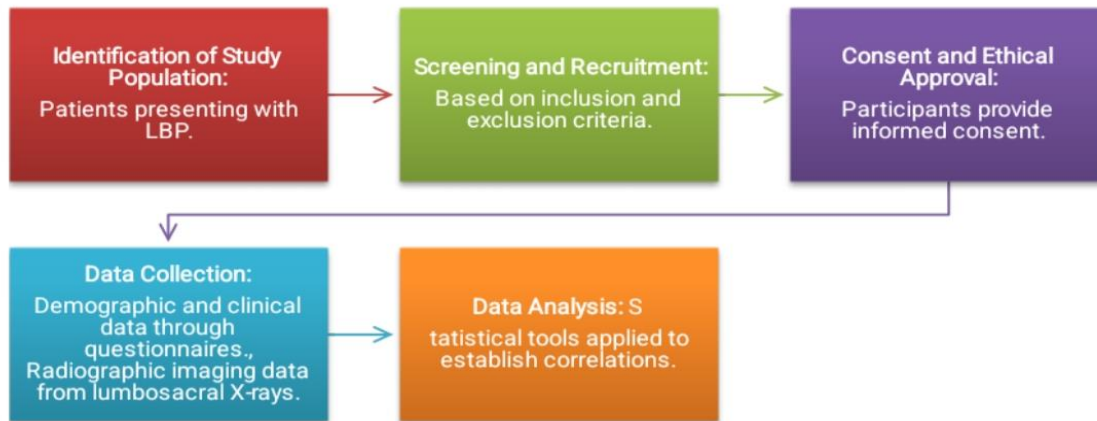 Identification of Study
Population:
Patients presenting with
LBP.
Screening and Recruitment:
Based on inclusion and
exclusion criteria.
Consent and Ethical
Approval:
Participants provide
informed consent.
Data Collection:
Demographic and clinical
data through
questionnaires.,
Radiographic imaging data
from lumbosacral X-rays.
Data Analysis: S
tatistical tools applied to
establish correlations.